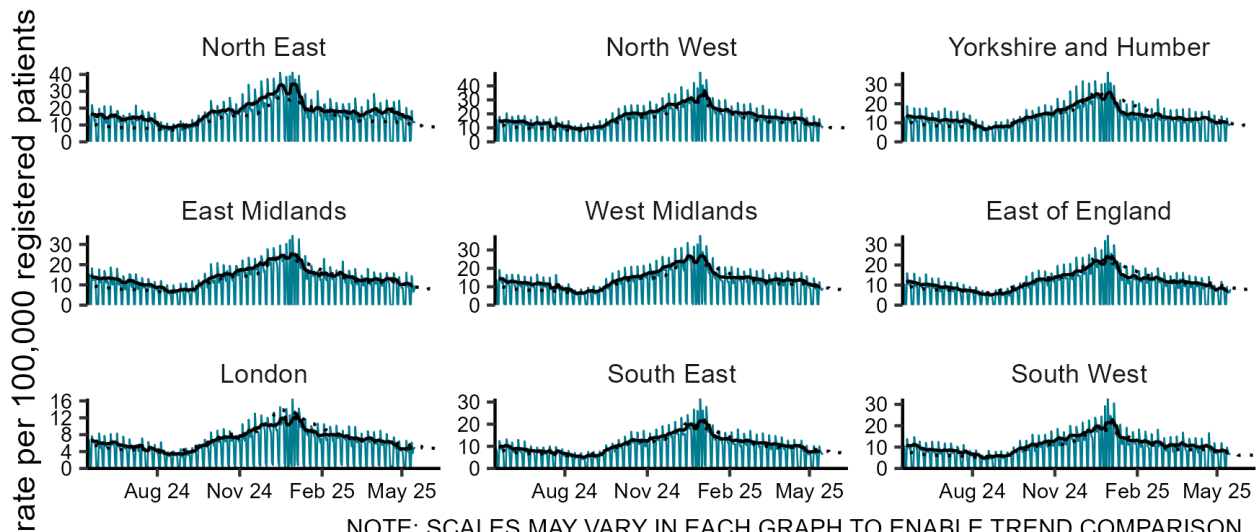 rate per 100,000 registered patients
North East
North West
Yorkshire and Humber
40
30
20
10
0
40
30
20
10
0
30
20
10
0
East Midlands
West Midlands
East of England
30
20
10
0
30
20
10
0
30
20
10
0
London
South East
South West
16
12
8
4
0
30
20
10
0
30
20
10
0
Aug 24 Nov 24 Feb 25 May 25
Aug 24 Nov 24 Feb 25 May 25
Aug 24 Nov 24 Feb 25 May 25
NOTE: SCALES MAY VARY IN EACH GRAPH TO ENABLE TREND COMPARISON